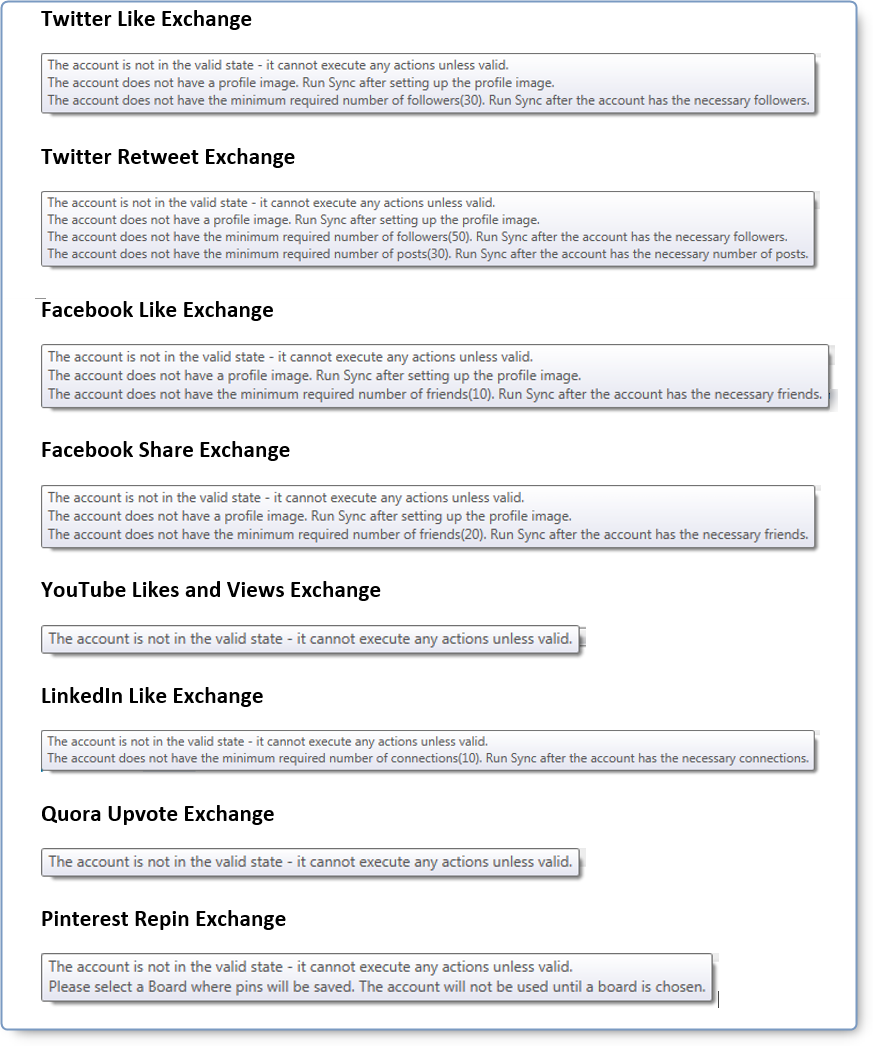 Twitter Like Exchange
The account is not in the valid state - it cannot execute any actions unless valid.
The account does not have a profile image. Run Sync after setting up the profile image.
The account does not have the minimum required number of followers(30). Run Sync after the account has the necessary followers.
Twitter Retweet Exchange
The account is not in the valid state - it cannot execute any actions unless valid.
The account does not have a profile image. Run Sync after setting up the profile image.
The account does not have the minimum required number of followers(50). Run Sync after the account has the necessary followers.
The account does not have the minimum required number of posts(30). Run Sync after the account has the necessary number of posts.
Facebook Like Exchange
The account is not in the valid state - it cannot execute any actions unless valid.
The account does not have a profile image. Run Sync after setting up the profile image.
The account does not have the minimum required number of friends(10). Run Sync after the account has the necessary friends.
Facebook Share Exchange
The account is not in the valid state - it cannot execute any actions unless valid.
The account does not have a profile image. Run Sync after setting up the profile image.
The account does not have the minimum required number of friends(20). Run Sync after the account has the necessary friends.
YouTube Likes and Views Exchange
The account is not in the valid state - it cannot execute any actions unless valid.
LinkedIn Like Exchange
The account is not in the valid state - it cannot execute any actions unless valid.
The account does not have the minimum required number of connections(10). Run Sync after the account has the necessary connections.
Quora Upvote Exchange
The account is not in the valid state - it cannot execute any actions unless valid.
Pinterest Repin Exchange
The account is not in the valid state - it cannot execute any actions unless valid.
Please select a Board where pins will be saved. The account will not be used until a board is chosen.